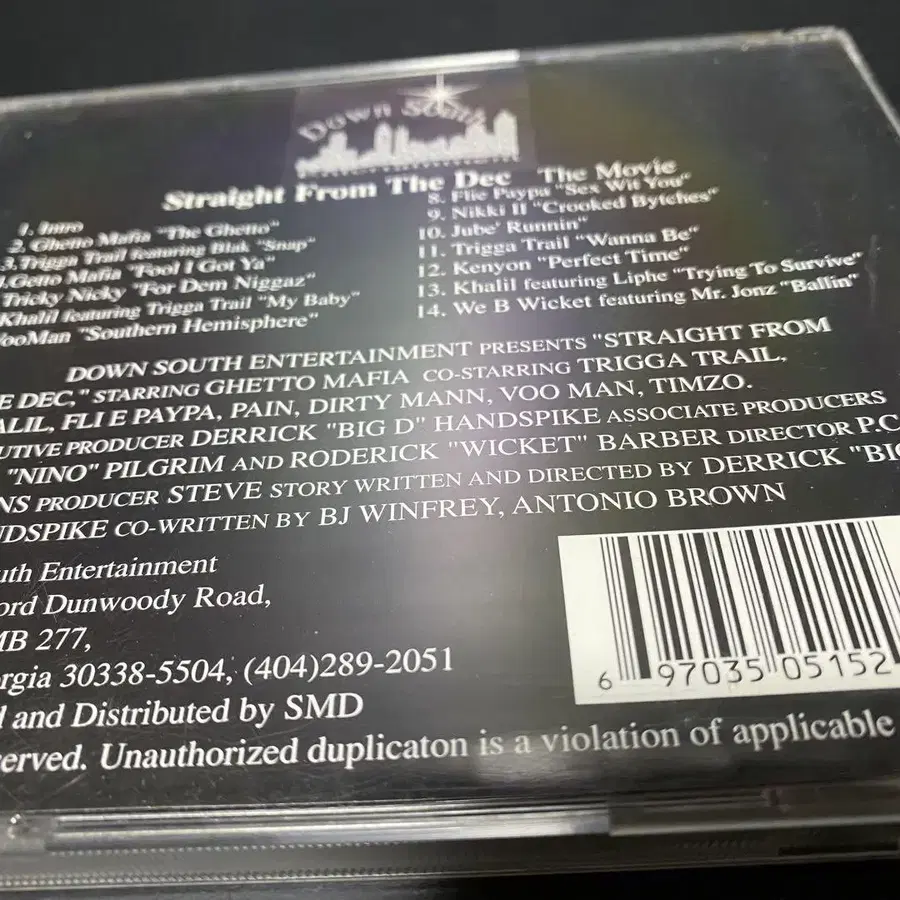 Down South
Straight From The Dec The Movie
1. Intro
2. Ghetto Mafia "The Ghetto"
3. Trigga Trail featuring Blak "Snap"
.Getto Mafia "Fool I Got Ya"
Tricky Nicky "For Dem Niggaz"
Khalil featuring Trigga Trail "My Baby"
VooMan "Southern Hemisphere"
8. Flie Paypa "Sex Wit You"
9. Nikki II "Crooked Bytches"
10. Jube' Runnin"
11. Trigga Trail "Wanna Be"
12. Kenyon "Perfect Time"
13. Khalil featuring Liphe "Trying To Survive"
14. We B Wicket featuring Mr. Jonz "Ballin"
DOWN SOUTH ENTERTAINMENT PRESENTS "STRAIGHT FROM
E DEC," STARRING GHETTO MAFIA CO-STARRING TRIGGA TRAIL,
ALIL, FLI E PAYPA, PAIN, DIRTY MANN, VOO MAN, TIMZO.
UTIVE PRODUCER DERRICK "BIG D" HANDSPIKE ASSOCIATE PRODUCERS
"NINO" PILGRIM AND RODERICK "WICKET" BARBER DIRECTOR P.C.
NS PRODUCER STEVE STORY WRITTEN AND DIRECTED BY DERRICK "BIG
NDSPIKE CO-WRITTEN BY BJ WINFREY, ANTONIO BROWN
uth Entertainment
ord Dunwoody Road,
MB 277,
rgia 30338-5504, (404)289-2051
d and Distributed by SMD
served. Unauthorized duplicaton is a violation of applicable
6 97035 05152